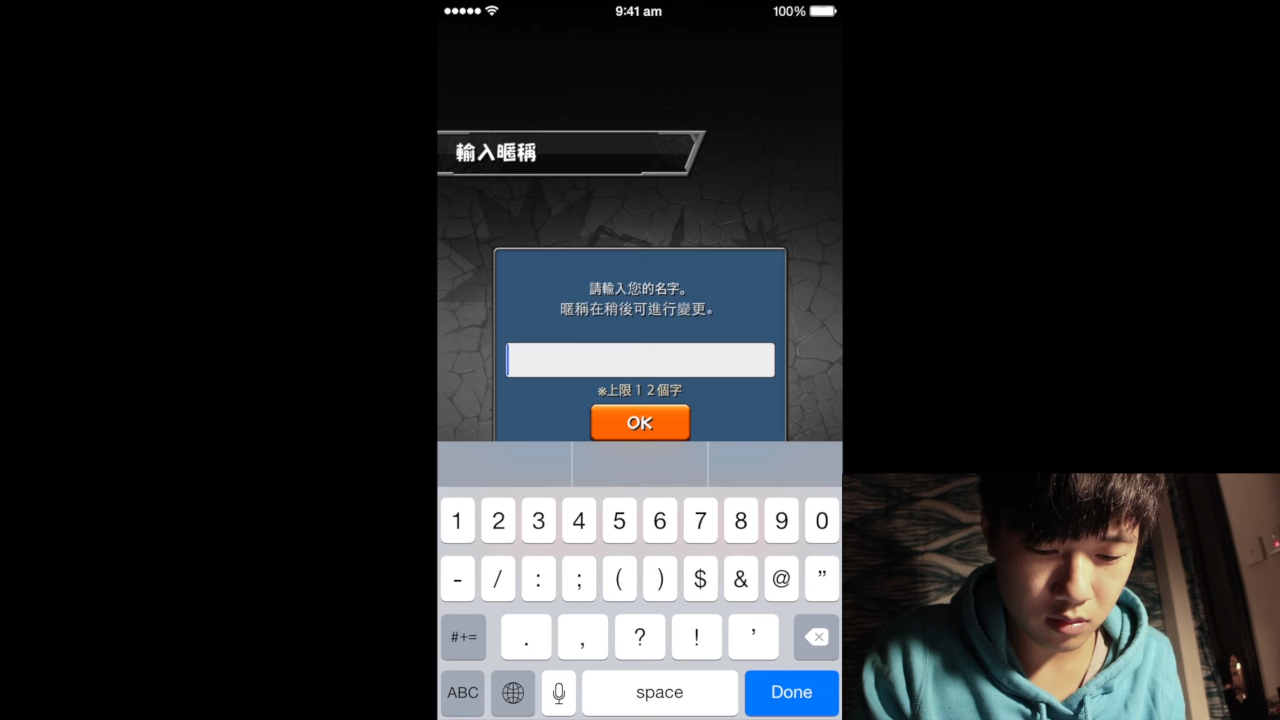 9:41 am 100%
輸入暱稱
請輸入您的名字。
暱稱在稍後可進行變更。
※上限１２個字
OK
1 2 3 4 5 6 7 8 9 0
- / : ; ( ) $ & @ ”
#+= . , ? ! ’
ABC space Done